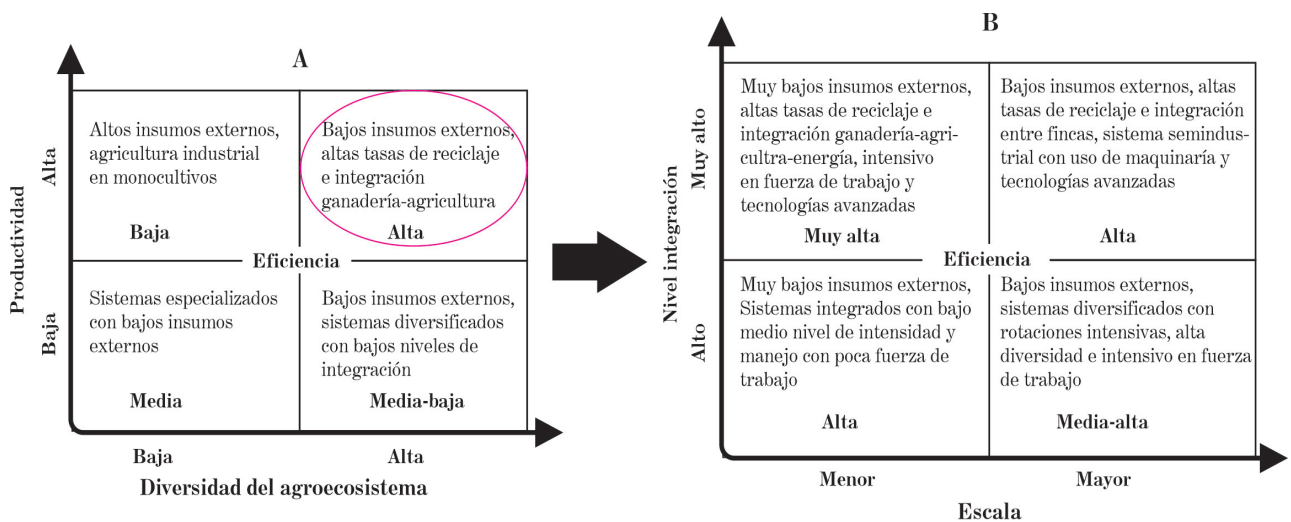 A
Productividad
Alta
Altos insumos externos,
agricultura industrial
en monocultivos
Baja
Bajos insumos externos,
altas tasas de reciclaje
e integración
ganadería-agricultura
Alta
Eficiencia
Baja
Sistemas especializados
con bajos insumos
externos
Media
Bajos insumos externos,
sistemas diversificados
con bajos niveles de
integración
Media-baja
Baja
Alta
Diversidad del agroecosistema
B
Nivel integración
Muy alto
Muy bajos insumos externos,
altas tasas de reciclaje e
integración ganadería-agri-
cultra-energía, intensivo
en fuerza de trabajo y
tecnologías avanzadas
Muy alta
Bajos insumos externos, altas
tasas de reciclaje e integración
entre fincas, sistema semindus-
trial con uso de maquinaría y
tecnologías avanzadas
Alta
Eficiencia
Alto
Muy bajos insumos externos,
Sistemas integrados con bajo
medio nivel de intensidad y
manejo con poca fuerza de
trabajo
Alta
Bajos insumos externos,
sistemas diversificados con
rotaciones intensivas, alta
diversidad e intensivo en fuerza
de trabajo
Media-alta
Menor
Mayor
Escala